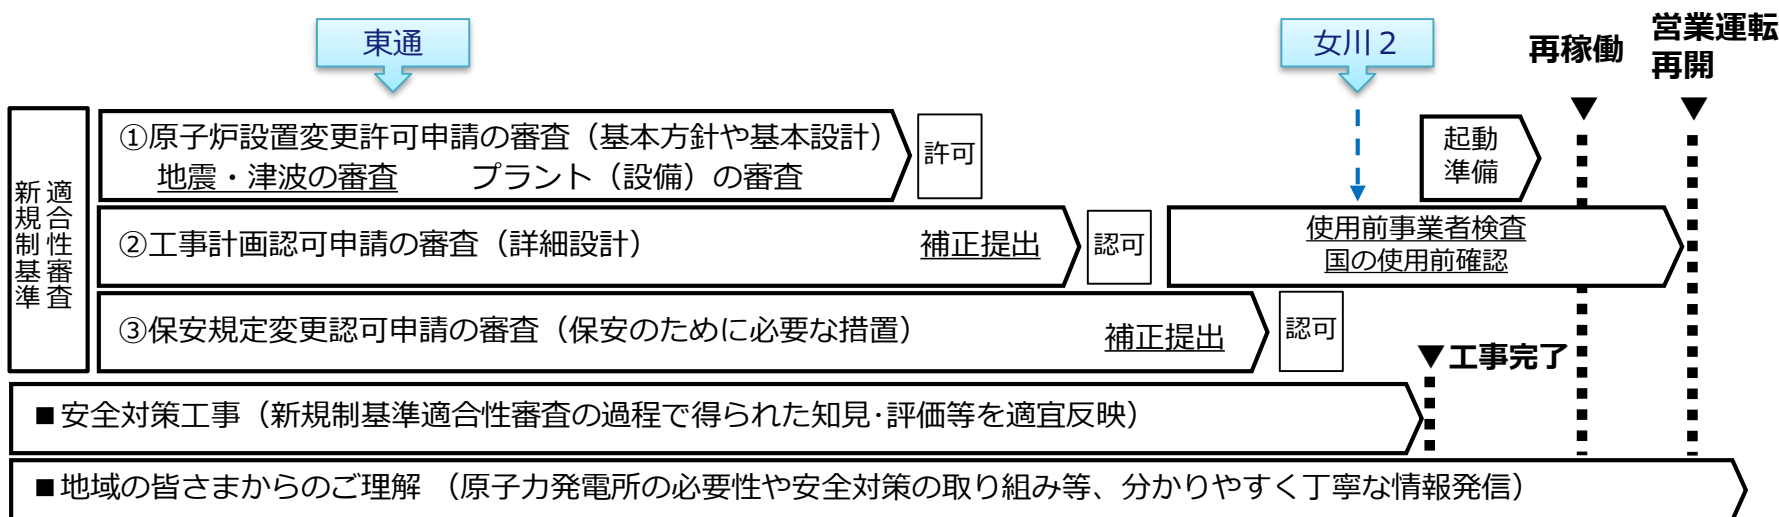 東通
女川２
再稼働
営業運転
再開
新規制基準
適合性審査
①原子炉設置変更許可申請の審査（基本方針や基本設計）
地震・津波の審査　　プラント（設備）の審査
許可
起動
準備
②工事計画認可申請の審査（詳細設計）
補正提出
認可
使用前事業者検査
国の使用前確認
③保安規定変更認可申請の審査（保安のために必要な措置）
補正提出
認可
▼工事完了
■安全対策工事（新規制基準適合性審査の過程で得られた知見･評価等を適宜反映）
■地域の皆さまからのご理解 （原子力発電所の必要性や安全対策の取り組み等、分かりやすく丁寧な情報発信）